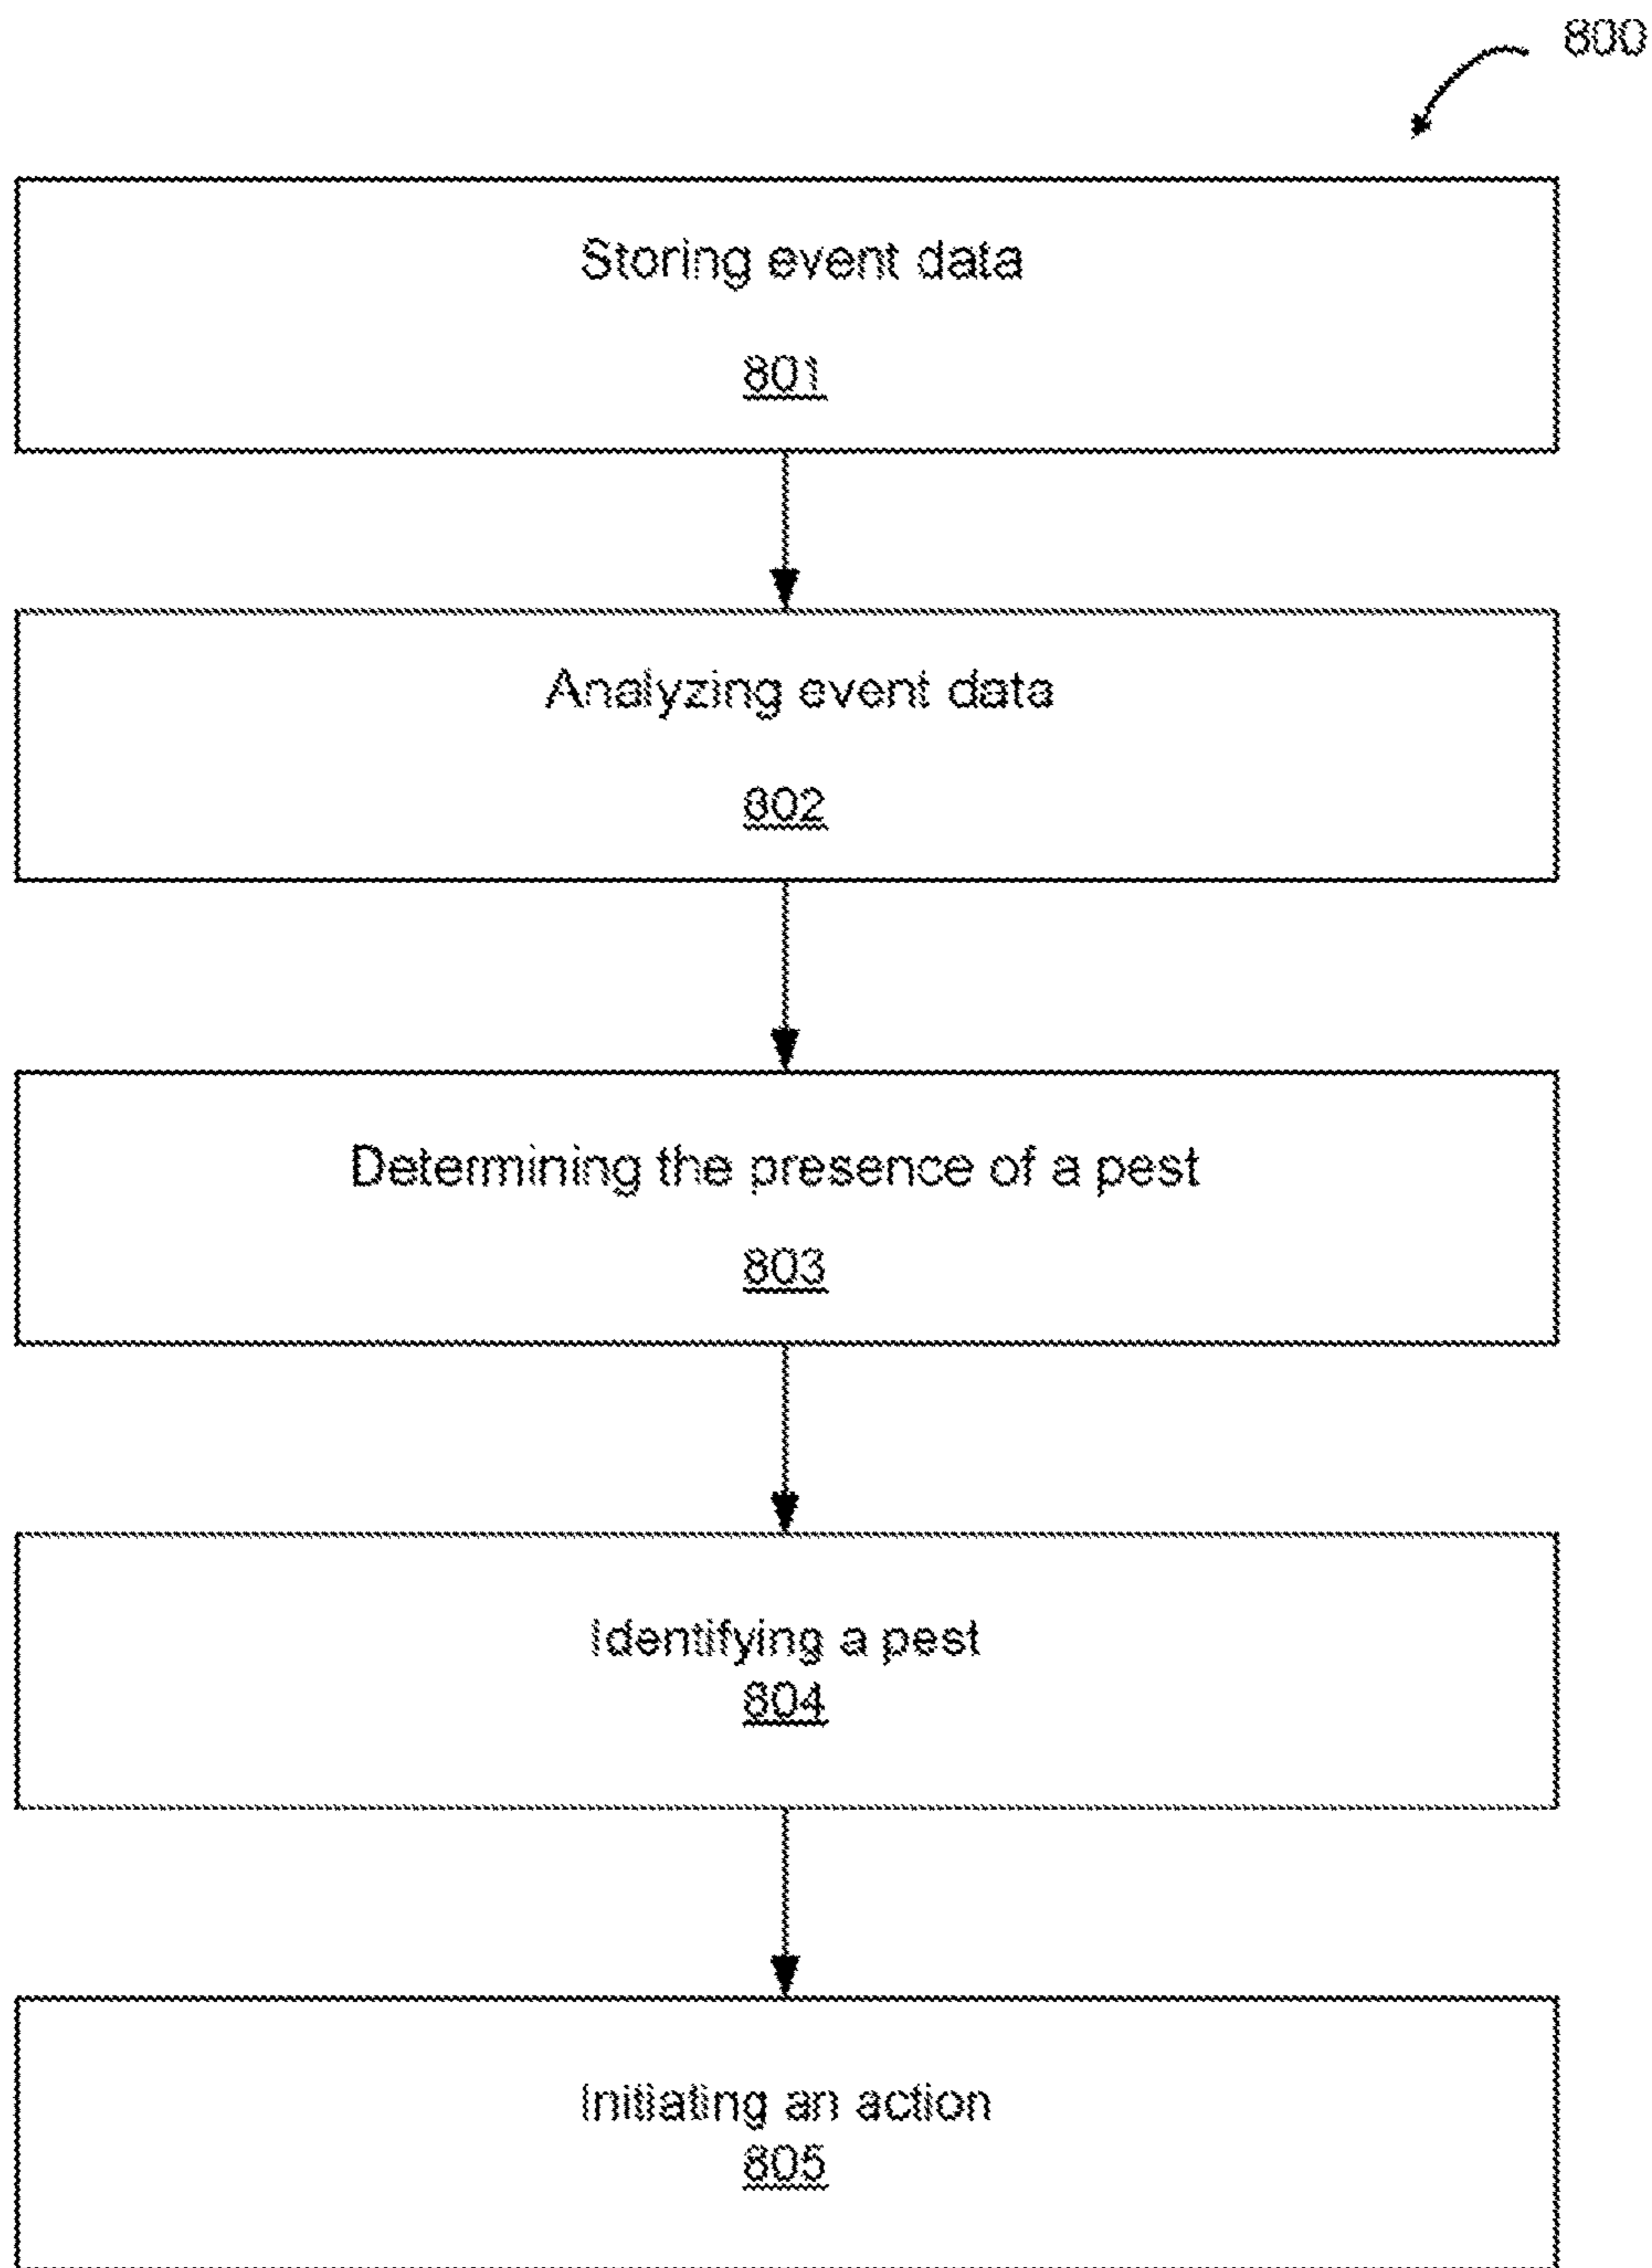 800
Storing event data
801
Analyzing event data
802
Determining the presence of a pest
803
Identifying a pest
804
Initiating an action
805